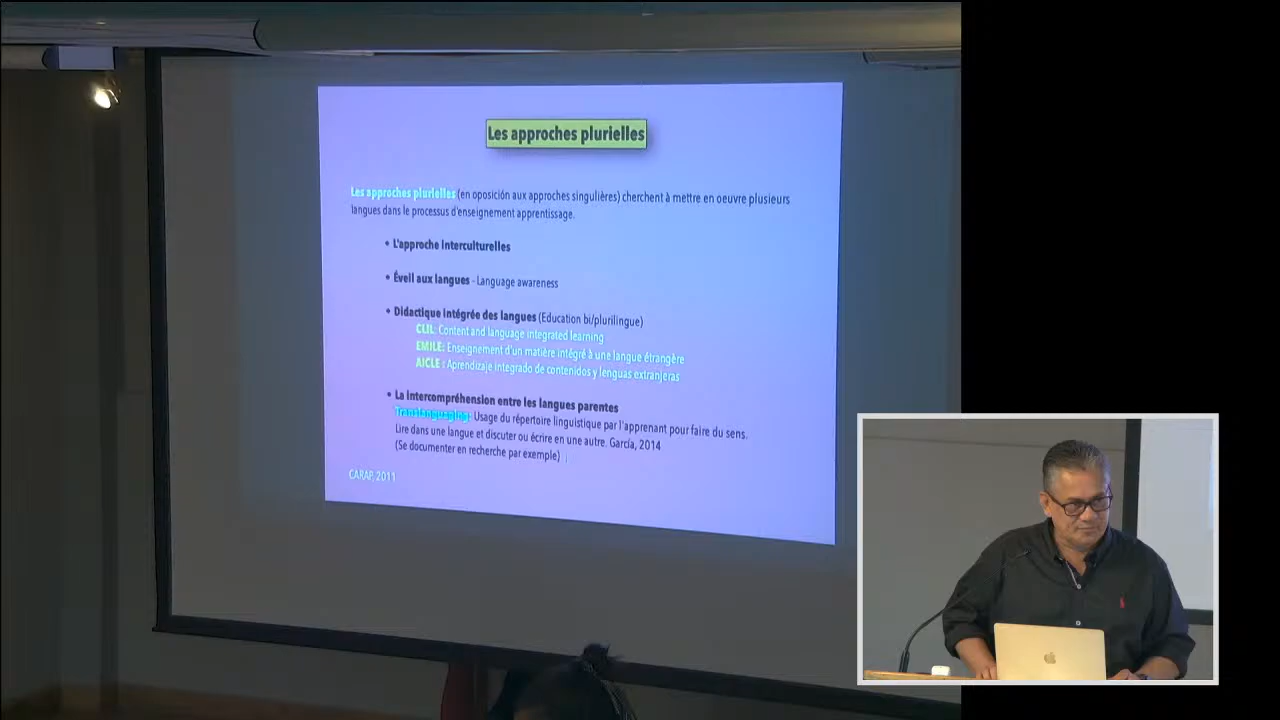 Les approches plurielles
Les approches plurielles (en oposición aux approches singulières) cherchent à mettre en oeuvre plusieurs
langues dans le processus d'enseignement apprentissage.
• L'approche interculturelles
• Éveil aux langues - Language awareness
• Didactique intégrée des langues (Education bi/plurilingue)
CLIL: Content and language integrated learning
EMILE: Enseignement d'un matière intégré à une langue étrangère
AICLE : Aprendizaje integrado de contenidos y lenguas extranjeras
• La intercompréhension entre les langues parentes
Translanguaging: Usage du répertoire linguistique par l'apprenant pour faire du sens.
Lire dans une langue et discuter ou écrire en une autre. García, 2014
(Se documenter en recherche par exemple)
CARAP, 2011